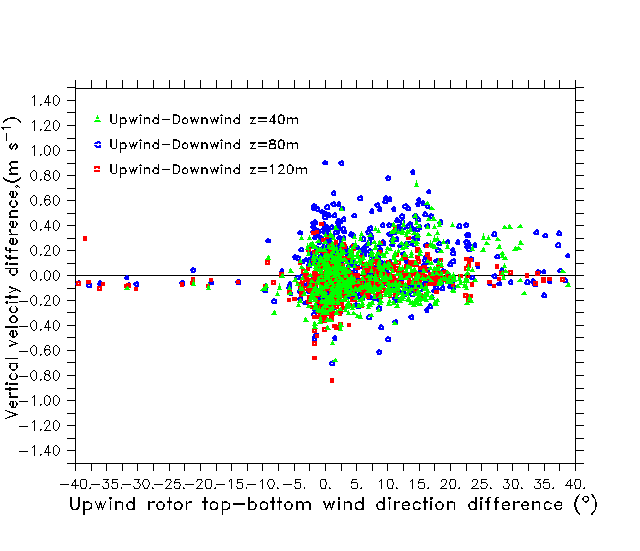 1.40
1.20
1.00
0.80
0.60
0.40
0.20
0.00
−0.20
−0.40
−0.60
−0.80
−1.00
−1.20
−1.40
Vertical velocity difference,(m s⁻¹)
Upwind−Downwind z=40m
Upwind−Downwind z=80m
Upwind−Downwind z=120m
−40.−35.−30.−25.−20.−15.−10. −5. 0. 5. 10. 15. 20. 25. 30. 35. 40.
Upwind rotor top−bottom wind direction difference (°)